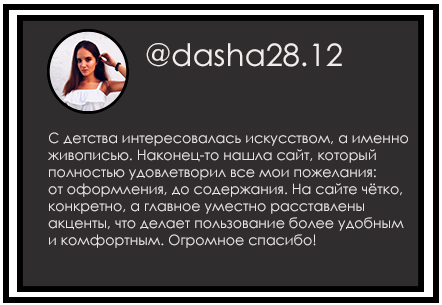 @dasha28.12
С детства интересовалась искусством, а именно
живописью. Наконец-то нашла сайт, который
полностью удовлетворил все мои пожелания:
от оформления, до содержания. На сайте чётко,
конкретно, а главное уместно расставлены
акценты, что делает пользование более удобным
и комфортным. Огромное спасибо!